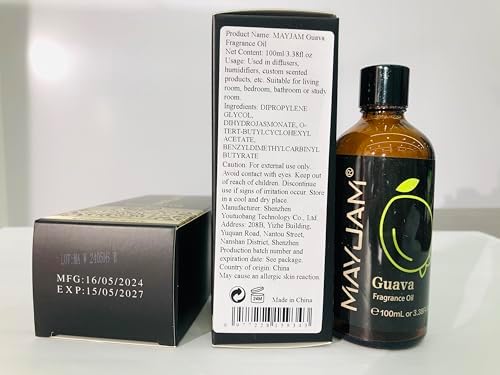 Product Name: MAYJAM Guava
Fragrance Oil
Net Content: 100ml 3.38fl oz
Usage: Used in diffusers,
humidifiers, custom scented
products, etc. Suitable for living
room, bedroom, bathroom or study
room.
Ingredients: DIPROPYLENE
GLYCOL,
DIHYDROJASMONATE, O-
TERT-BUTYLCYCLOHEXYL
ACETATE,
BENZYLDIMETHYLCARBINYL
BUTYRATE
Caution: For external use only.
Avoid contact with eyes. Keep out
of reach of children. Discontinue
use if signs of irritation occur. Store
in a cool and dry place.
Manufacturer: Shenzhen
Youtuobang Technology Co., Ltd.
Address: 208B, Yizhe Building,
Yuquan Road, Nantou Street,
Nanshan District, Shenzhen
Production batch number and
expiration date: See package.
Country of origin: China
May cause an allergic skin reaction.
24M
Made in China
LOT:MA
MFG:16/05/2024
EXP:15/05/2027
MAYJAM®
Guava
Fragrance Oil
℮100mL or 3.38